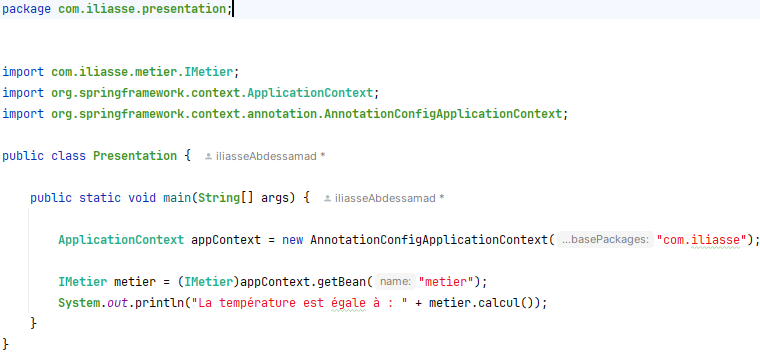 package com.iliasse.presentation;
import com.iliasse.metier.IMetier;
import org.springframework.context.ApplicationContext;
import org.springframework.context.annotation.AnnotationConfigApplicationContext;
public class Presentation { iliasseAbdessamad *
public static void main(String[] args) { iliasseAbdessamad *
ApplicationContext appContext = new AnnotationConfigApplicationContext( ...basePackages: "com.iliasse");
IMetier metier = (IMetier)appContext.getBean( name: "metier");
System.out.println("La température est égale à : " + metier.calcul());
}
}